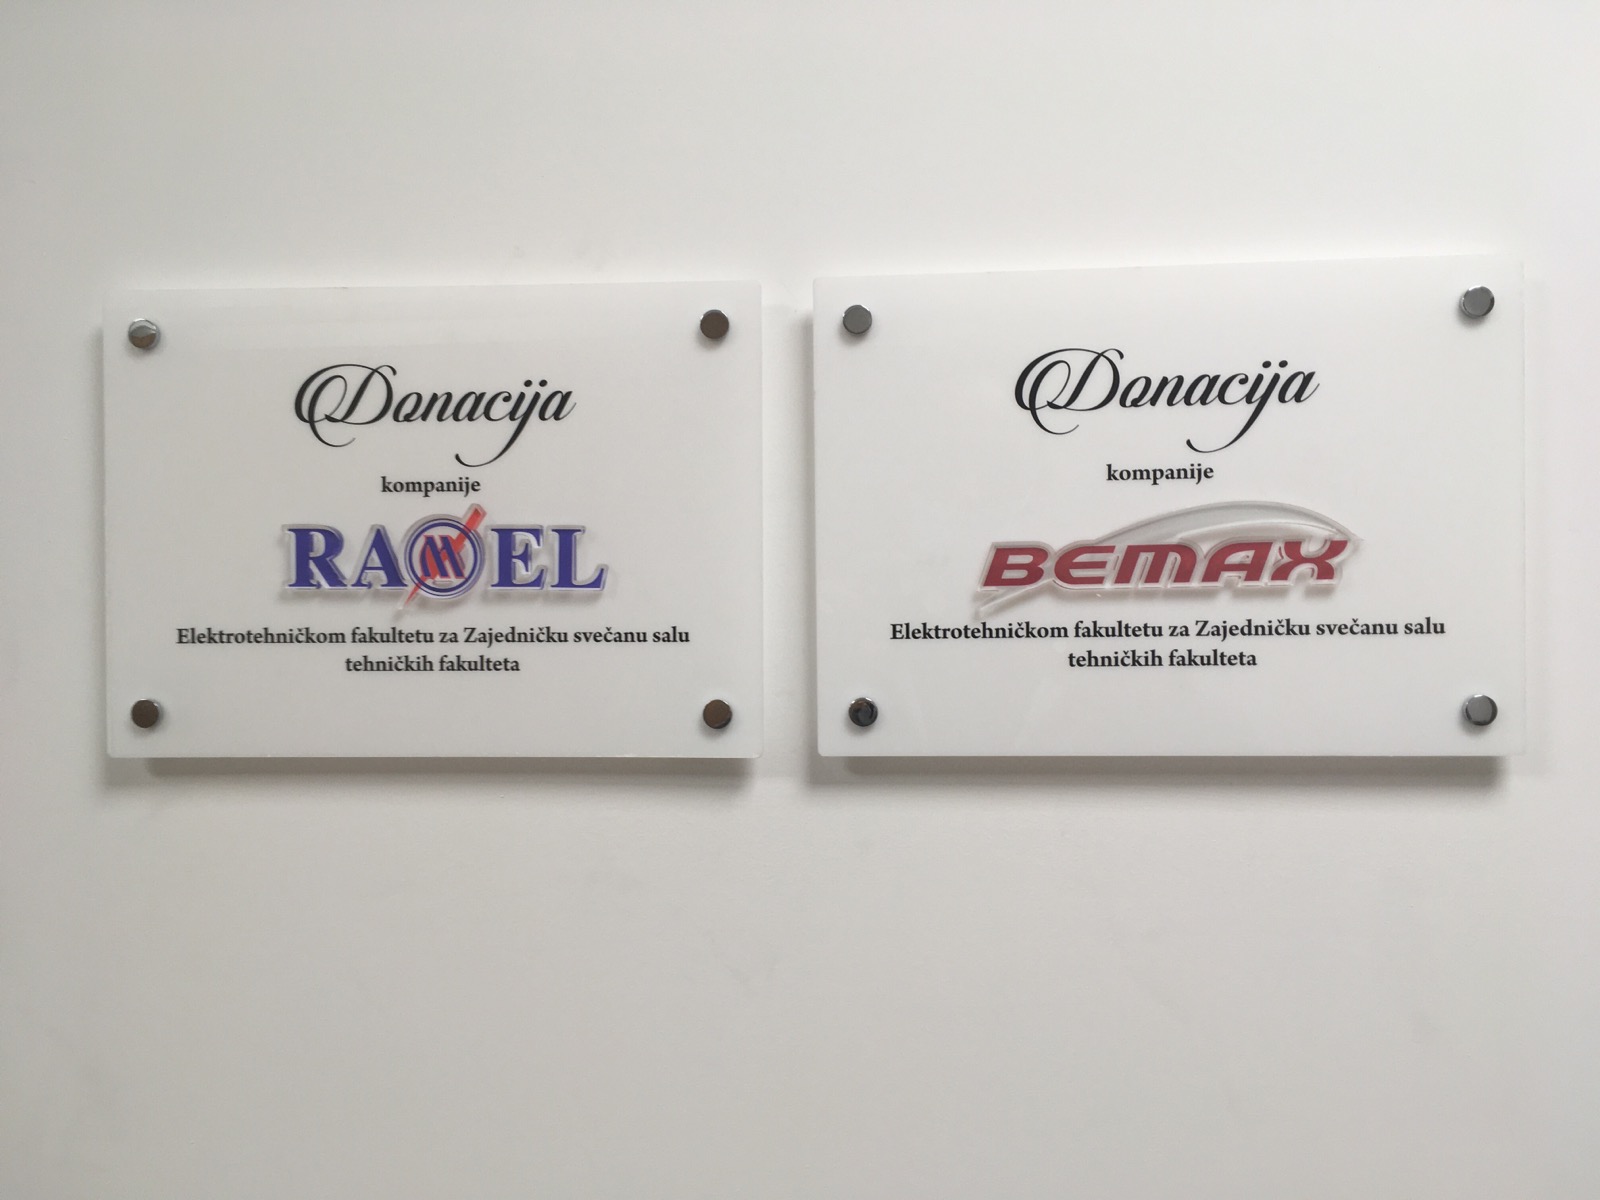 Donacija
kompanije
RAMEL
Elektrotehničkom fakultetu za Zajedničku svečanu salu
tehničkih fakulteta
Donacija
kompanije
BEMAX
Elektrotehničkom fakultetu za Zajedničku svečanu salu
tehničkih fakulteta